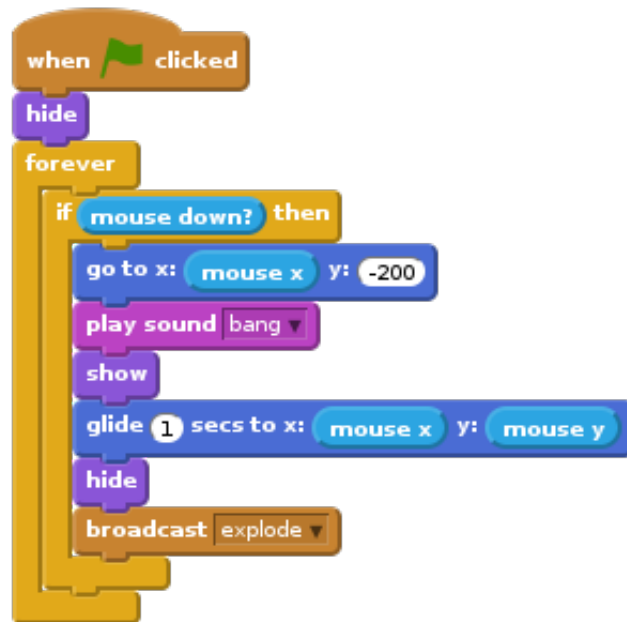 when clicked
hide
forever
if mouse down? then
go to x: mouse x y: -200
play sound bang
show
glide 1 secs to x: mouse x y: mouse y
hide
broadcast explode